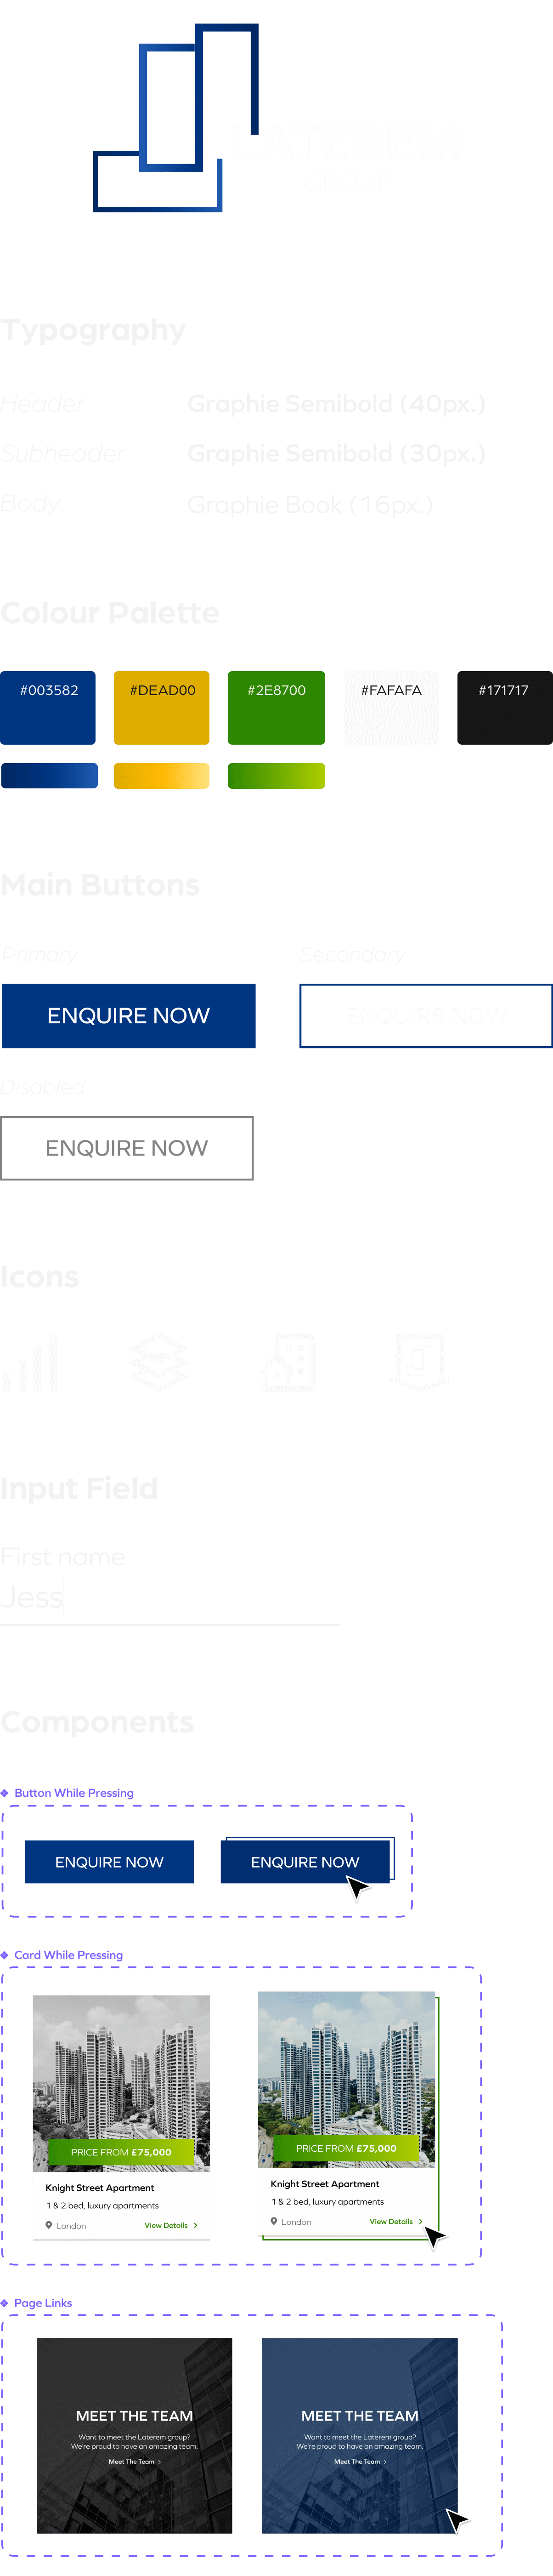 LATEREM
GROUP
Typography
Header Graphie Semibold (40px.)
Subheader Graphie Semibold (30px.)
Body Graphie Book (16px.)
Colour Palette
#003582 #DEAD00 #2E8700 #FAFAFA #171717
Main Buttons
Primary Secondary
ENQUIRE NOW ENQUIRE NOW
Disabled
ENQUIRE NOW
Icons
Input Field
First name
Jess
Components
Button While Pressing
ENQUIRE NOW ENQUIRE NOW
Card While Pressing
PRICE FROM £75,000
Knight Street Apartment
1 & 2 bed, luxury apartments
London View Details
PRICE FROM £75,000
Knight Street Apartment
1 & 2 bed, luxury apartments
London View Details
Page Links
MEET THE TEAM
Want to meet the Laterem group?
We're proud to have an amazing team.
Meet The Team
MEET THE TEAM
Want to meet the Laterem group?
We're proud to have an amazing team.
Meet The Team